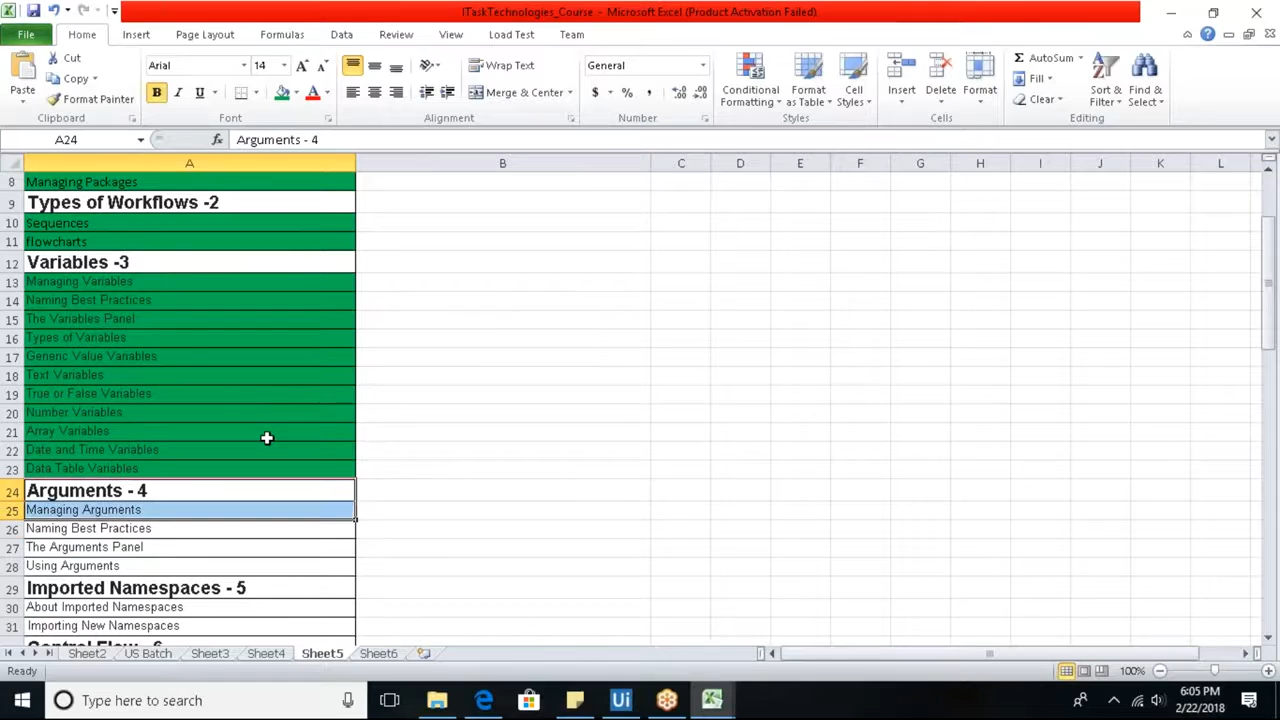 ITaskTechnologies_Course - Microsoft Excel (Product Activation Failed)
File Home Insert Page Layout Formulas Data Review View Load Test Team
Cut
Copy
Format Painter
Paste
Clipboard
Arial 14
B I U
Font
Wrap Text
Merge & Center
Alignment
General
$ % ,
Number
Conditional Formatting
Format as Table
Cell Styles
Styles
Insert
Delete
Format
Cells
AutoSum
Fill
Clear
Sort & Filter
Find & Select
Editing
A24 fx Arguments - 4
A B C D E F G H I J K L
8 Managing Packages
9 Types of Workflows -2
10 Sequences
11 flowcharts
12 Variables -3
13 Managing Variables
14 Naming Best Practices
15 The Variables Panel
16 Types of Variables
17 Generic Value Variables
18 Text Variables
19 True or False Variables
20 Number Variables
21 Array Variables
22 Date and Time Variables
23 Data Table Variables
24 Arguments - 4
25 Managing Arguments
26 Naming Best Practices
27 The Arguments Panel
28 Using Arguments
29 Imported Namespaces - 5
30 About Imported Namespaces
31 Importing New Namespaces
Control Flow - 6
Sheet2 US Batch Sheet3 Sheet4 Sheet5 Sheet6
Ready 100%
Type here to search
Ui
6:05 PM
2/22/2018